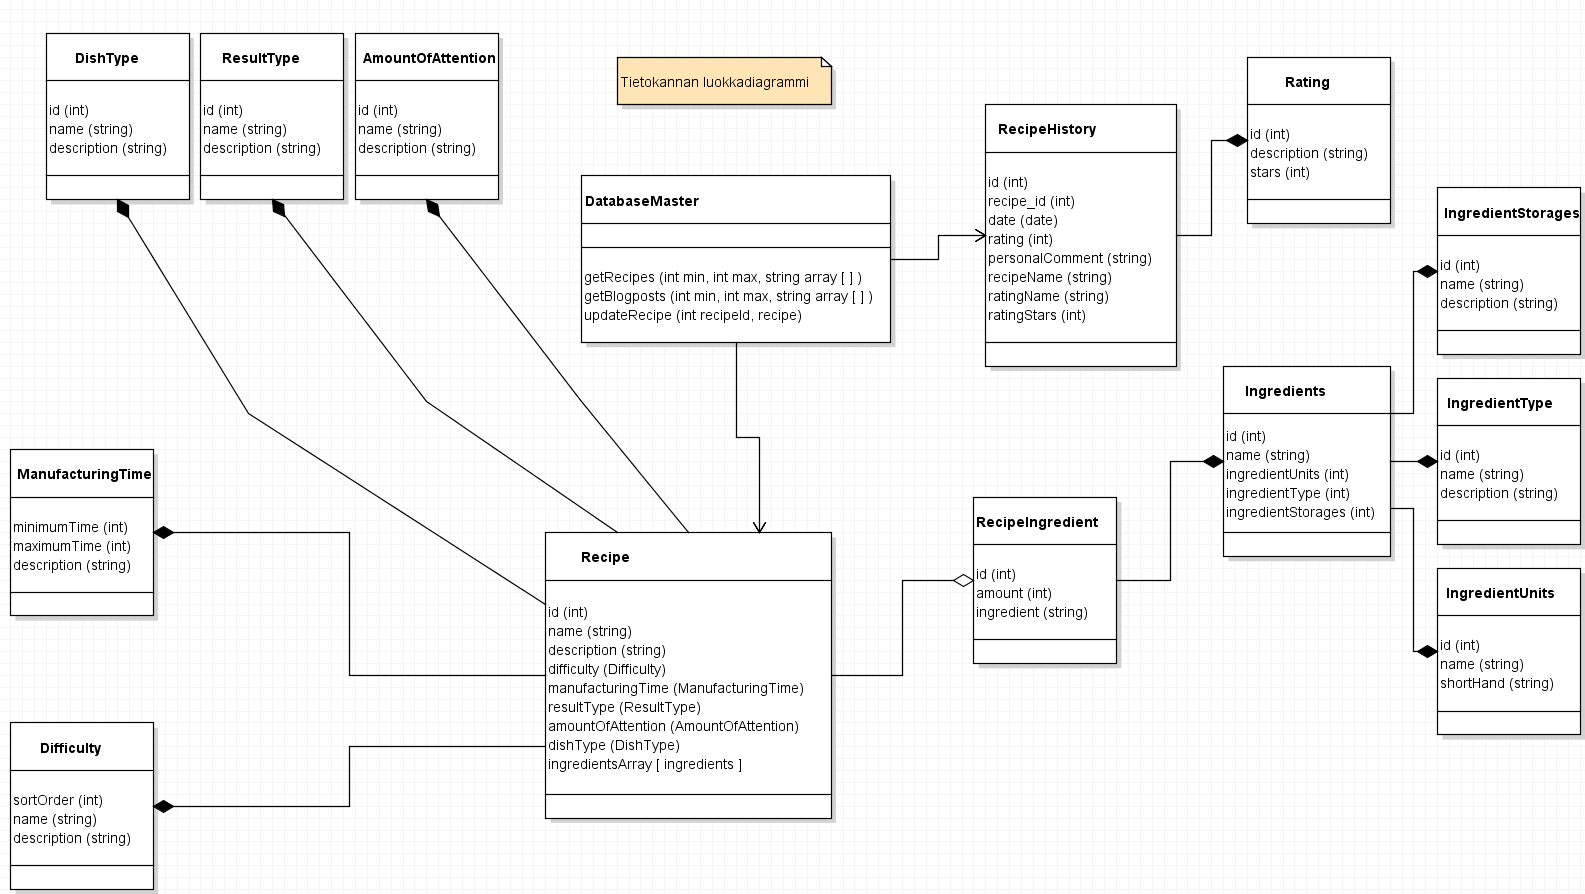 DishType
id (int)
name (string)
description (string)
ResultType
id (int)
name (string)
description (string)
AmountOfAttention
id (int)
name (string)
description (string)
Tietokannan luokkadiagrammi
DatabaseMaster
getRecipes (int min, int max, string array [ ] )
getBlogposts (int min, int max, string array [ ] )
updateRecipe (int recipeId, recipe)
RecipeHistory
id (int)
recipe_id (int)
date (date)
rating (int)
personalComment (string)
recipeName (string)
ratingName (string)
ratingStars (int)
Rating
id (int)
description (string)
stars (int)
IngredientStorages
id (int)
name (string)
description (string)
Ingredients
id (int)
name (string)
ingredientUnits (int)
ingredientType (int)
ingredientStorages (int)
IngredientType
id (int)
name (string)
description (string)
IngredientUnits
id (int)
name (string)
shortHand (string)
ManufacturingTime
minimumTime (int)
maximumTime (int)
description (string)
Recipe
id (int)
name (string)
description (string)
difficulty (Difficulty)
manufacturingTime (ManufacturingTime)
resultType (ResultType)
amountOfAttention (AmountOfAttention)
dishType (DishType)
ingredientsArray [ ingredients ]
RecipeIngredient
id (int)
amount (int)
ingredient (string)
Difficulty
sortOrder (int)
name (string)
description (string)